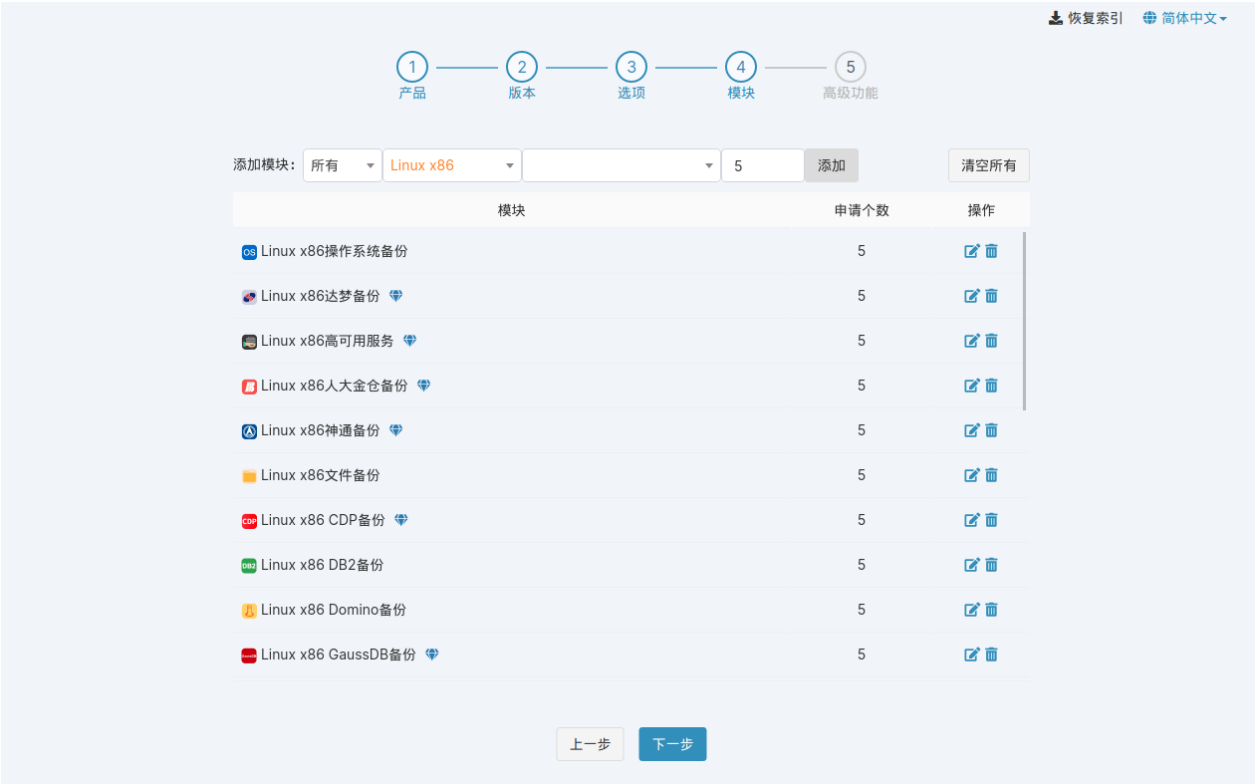 恢复索引 简体中文
1 2 3 4 5
产品 版本 选项 模块 高级功能
添加模块: 所有 Linux x86 5 添加 清空所有
模块 申请个数 操作
OS Linux x86操作系统备份 5
Linux x86达梦备份 5
Linux x86高可用服务 5
Linux x86人大金仓备份 5
Linux x86神通备份 5
Linux x86文件备份 5
CDP Linux x86 CDP备份 5
DB2 Linux x86 DB2备份 5
Linux x86 Domino备份 5
Linux x86 GaussDB备份 5
上一步 下一步